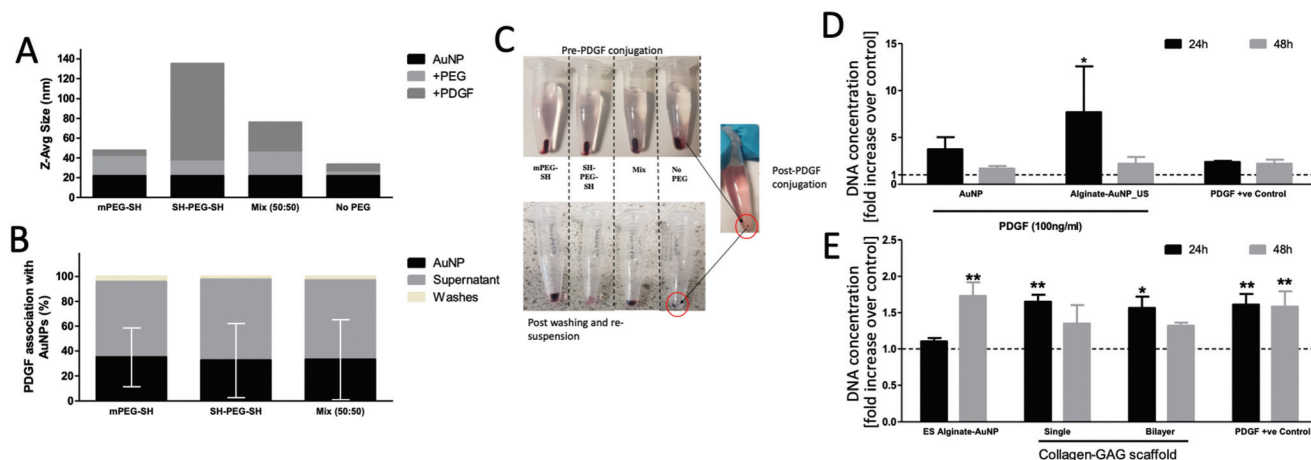 A
Z-Avg Size (nm)
140
120
100
80
60
40
20
0
AuNP
+PEG
+PDGF
mPEG-SH
SH-PEG-SH
Mix (50:50)
No PEG
B
PDGF association with
AuNPs (%)
100
80
60
40
20
0
AuNP
Supernatant
Washes
mPEG-SH
SH-PEG-SH
Mix (50:50)
C
Pre-PDGF conjugation
mPEG-
SH
SH-
PEG-
SH
Mix
No
PEG
Post-PDGF
conjugation
Post washing and re-
suspension
D
DNA concentration
[fold increase over control]
15
10
5
1
0
24h
48h
*
AuNP
Alginate-AuNP_US
PDGF +ve Control
PDGF (100ng/ml)
E
DNA concentration
[fold increase over control]
2.5
2.0
1.5
1.0
0.5
0.0
24h
48h
**
**
*
**
**
ES Alginate-AuNP
Single
Bilayer
PDGF +ve Control
Collagen-GAG scaffold